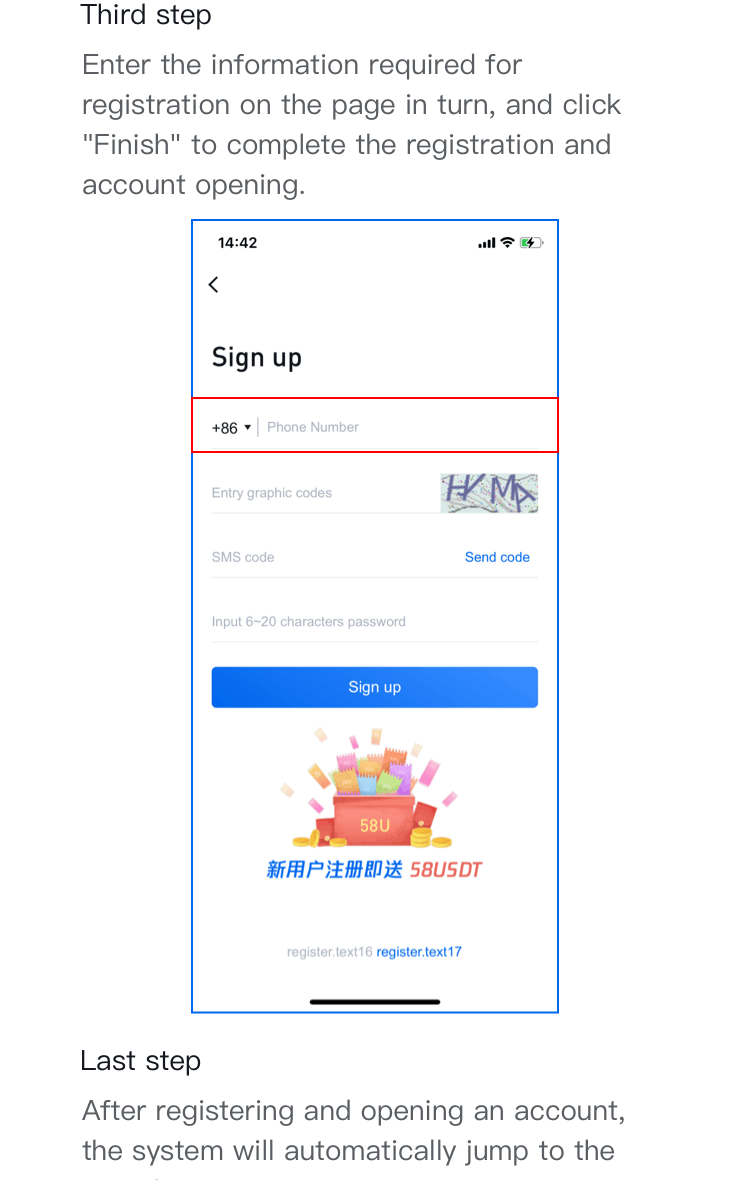 Third step
Enter the information required for
registration on the page in turn, and click
"Finish" to complete the registration and
account opening.
14:42
Sign up
+86 Phone Number
Entry graphic codes
SMS code Send code
Input 6~20 characters password
Sign up
58U
新用户注册即送 58USDT
register.text16 register.text17
Last step
After registering and opening an account,
the system will automatically jump to the